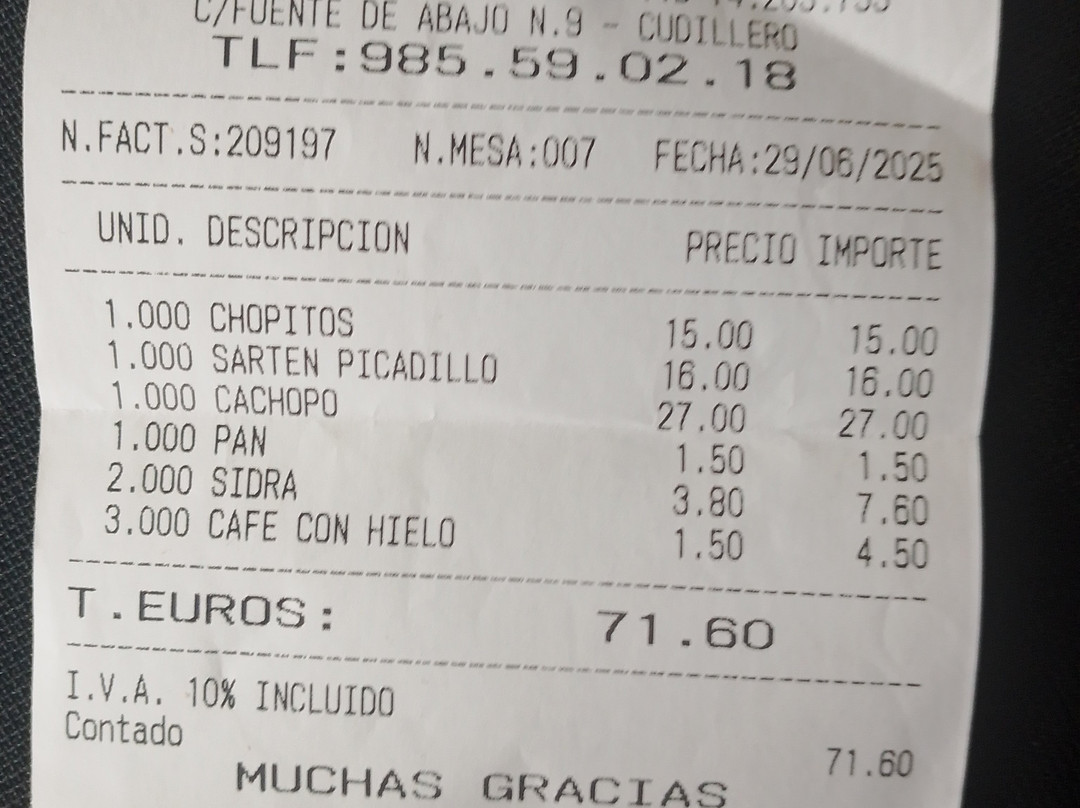 C/FUENTE DE ABAJO N.9 - CUDILLERO
TLF:985.59.02.18
N.FACT.S:209197 N.MESA:007 FECHA:29/06/2025
UNID. DESCRIPCION PRECIO IMPORTE
1.000 CHOPITOS 15.00 15.00
1.000 SARTEN PICADILLO 16.00 16.00
1.000 CACHOPO 27.00 27.00
1.000 PAN 1.50 1.50
2.000 SIDRA 3.80 7.60
3.000 CAFE CON HIELO 1.50 4.50
T.EUROS: 71.60
I.V.A. 10% INCLUIDO
Contado 71.60
MUCHAS GRACIAS